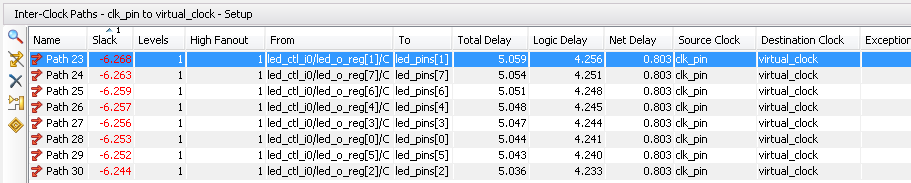 Inter-Clock Paths - clk_pin to virtual_clock - Setup
Name Slack 1 Levels High Fanout From To Total Delay Logic Delay Net Delay Source Clock Destination Clock Exception
Path 23 -6.268 1 1 led_ctl_i0/led_o_reg[1]/C led_pins[1] 5.059 4.256 0.803 clk_pin virtual_clock
Path 24 -6.263 1 1 led_ctl_i0/led_o_reg[7]/C led_pins[7] 5.054 4.251 0.803 clk_pin virtual_clock
Path 25 -6.259 1 1 led_ctl_i0/led_o_reg[6]/C led_pins[6] 5.051 4.248 0.803 clk_pin virtual_clock
Path 26 -6.257 1 1 led_ctl_i0/led_o_reg[4]/C led_pins[4] 5.048 4.245 0.803 clk_pin virtual_clock
Path 27 -6.256 1 1 led_ctl_i0/led_o_reg[3]/C led_pins[3] 5.047 4.244 0.803 clk_pin virtual_clock
Path 28 -6.253 1 1 led_ctl_i0/led_o_reg[0]/C led_pins[0] 5.044 4.241 0.803 clk_pin virtual_clock
Path 29 -6.252 1 1 led_ctl_i0/led_o_reg[5]/C led_pins[5] 5.043 4.240 0.803 clk_pin virtual_clock
Path 30 -6.244 1 1 led_ctl_i0/led_o_reg[2]/C led_pins[2] 5.036 4.233 0.803 clk_pin virtual_clock